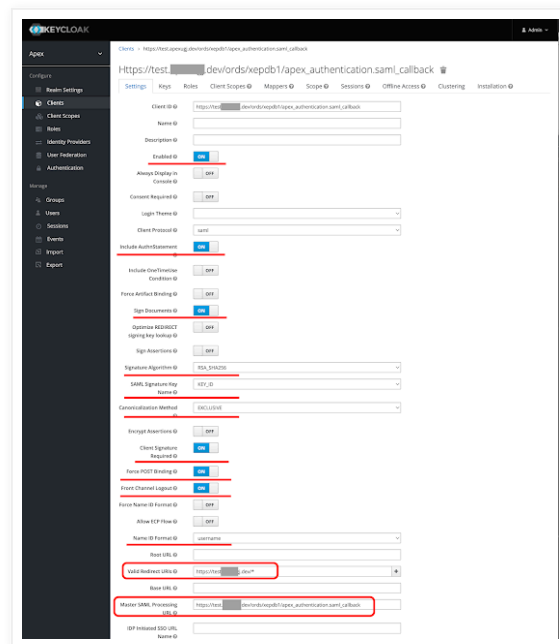 KEYCLOAK
Admin
Apex
Clients > https://test.apexug.dev/ords/xepdb1/apex_authentication.saml_callback
Https://test. .dev/ords/xepdb1/apex_authentication.saml_callback
Settings Keys Roles Client Scopes Mappers Scope Sessions Offline Access Clustering Installation
Configure
Realm Settings
Clients
Client Scopes
Roles
Identity Providers
User Federation
Authentication
Manage
Groups
Users
Sessions
Events
Import
Export
Client ID https://test .dev/ords/xepdb1/apex_authentication.saml_callback
Name
Description
Enabled ON
Always Display in
Console OFF
Consent Required OFF
Login Theme
Client Protocol saml
Include AuthnStatement ON
Include OneTimeUse
Condition OFF
Force Artifact Binding OFF
Sign Documents ON
Optimize REDIRECT
signing key lookup OFF
Sign Assertions OFF
Signature Algorithm RSA_SHA256
SAML Signature Key
Name KEY_ID
Canonicalization Method EXCLUSIVE
Encrypt Assertions OFF
Client Signature
Required ON
Force POST Binding ON
Front Channel Logout ON
Force Name ID Format OFF
Allow ECP Flow OFF
Name ID Format username
Root URL
Valid Redirect URIs https://test .dev/*
Base URL
Master SAML Processing
URL https://test .dev/ords/xepdb1/apex_authentication.saml_callback
IDP Initiated SSO URL
Name